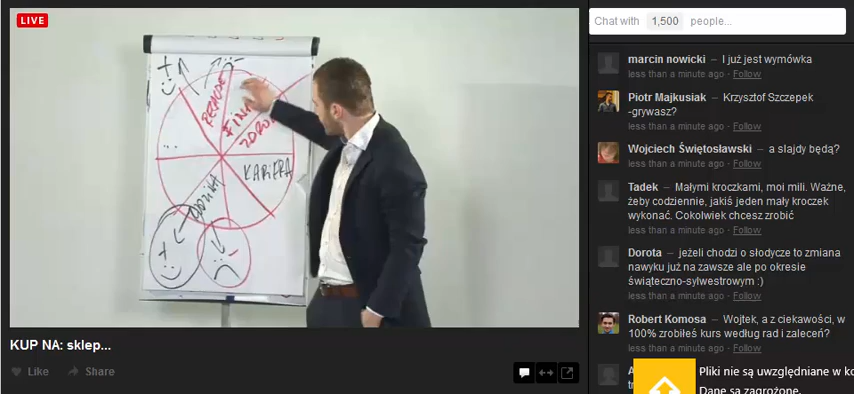 LIVE
RELACJE
FINA
ZDRO
KARIERA
RODZINA
KUP NA: sklep...
Like
Share
Chat with 1,500 people...
marcin nowicki – I już jest wymówka
less than a minute ago · Follow
Piotr Majkusiak – Krzysztof Szczepek
-grywasz?
less than a minute ago · Follow
Wojciech Świętosławski – a slajdy będą?
less than a minute ago · Follow
Tadek – Małymi kroczkami, moi mili. Ważne,
żeby codziennie, jakiś jeden mały kroczek
wykonać. Cokolwiek chcesz zrobić
less than a minute ago · Follow
Dorota – jeżeli chodzi o słodycze to zmiana
nawyku już na zawsze ale po okresie
świąteczno-sylwestrowym :)
less than a minute ago · Follow
Robert Komosa – Wojtek, a z ciekawości, w
100% zrobiłeś kurs według rad i zaleceń?
less than a minute ago · Follow
Pliki nie są uwzględniane w ko
Dane są zagrożone.